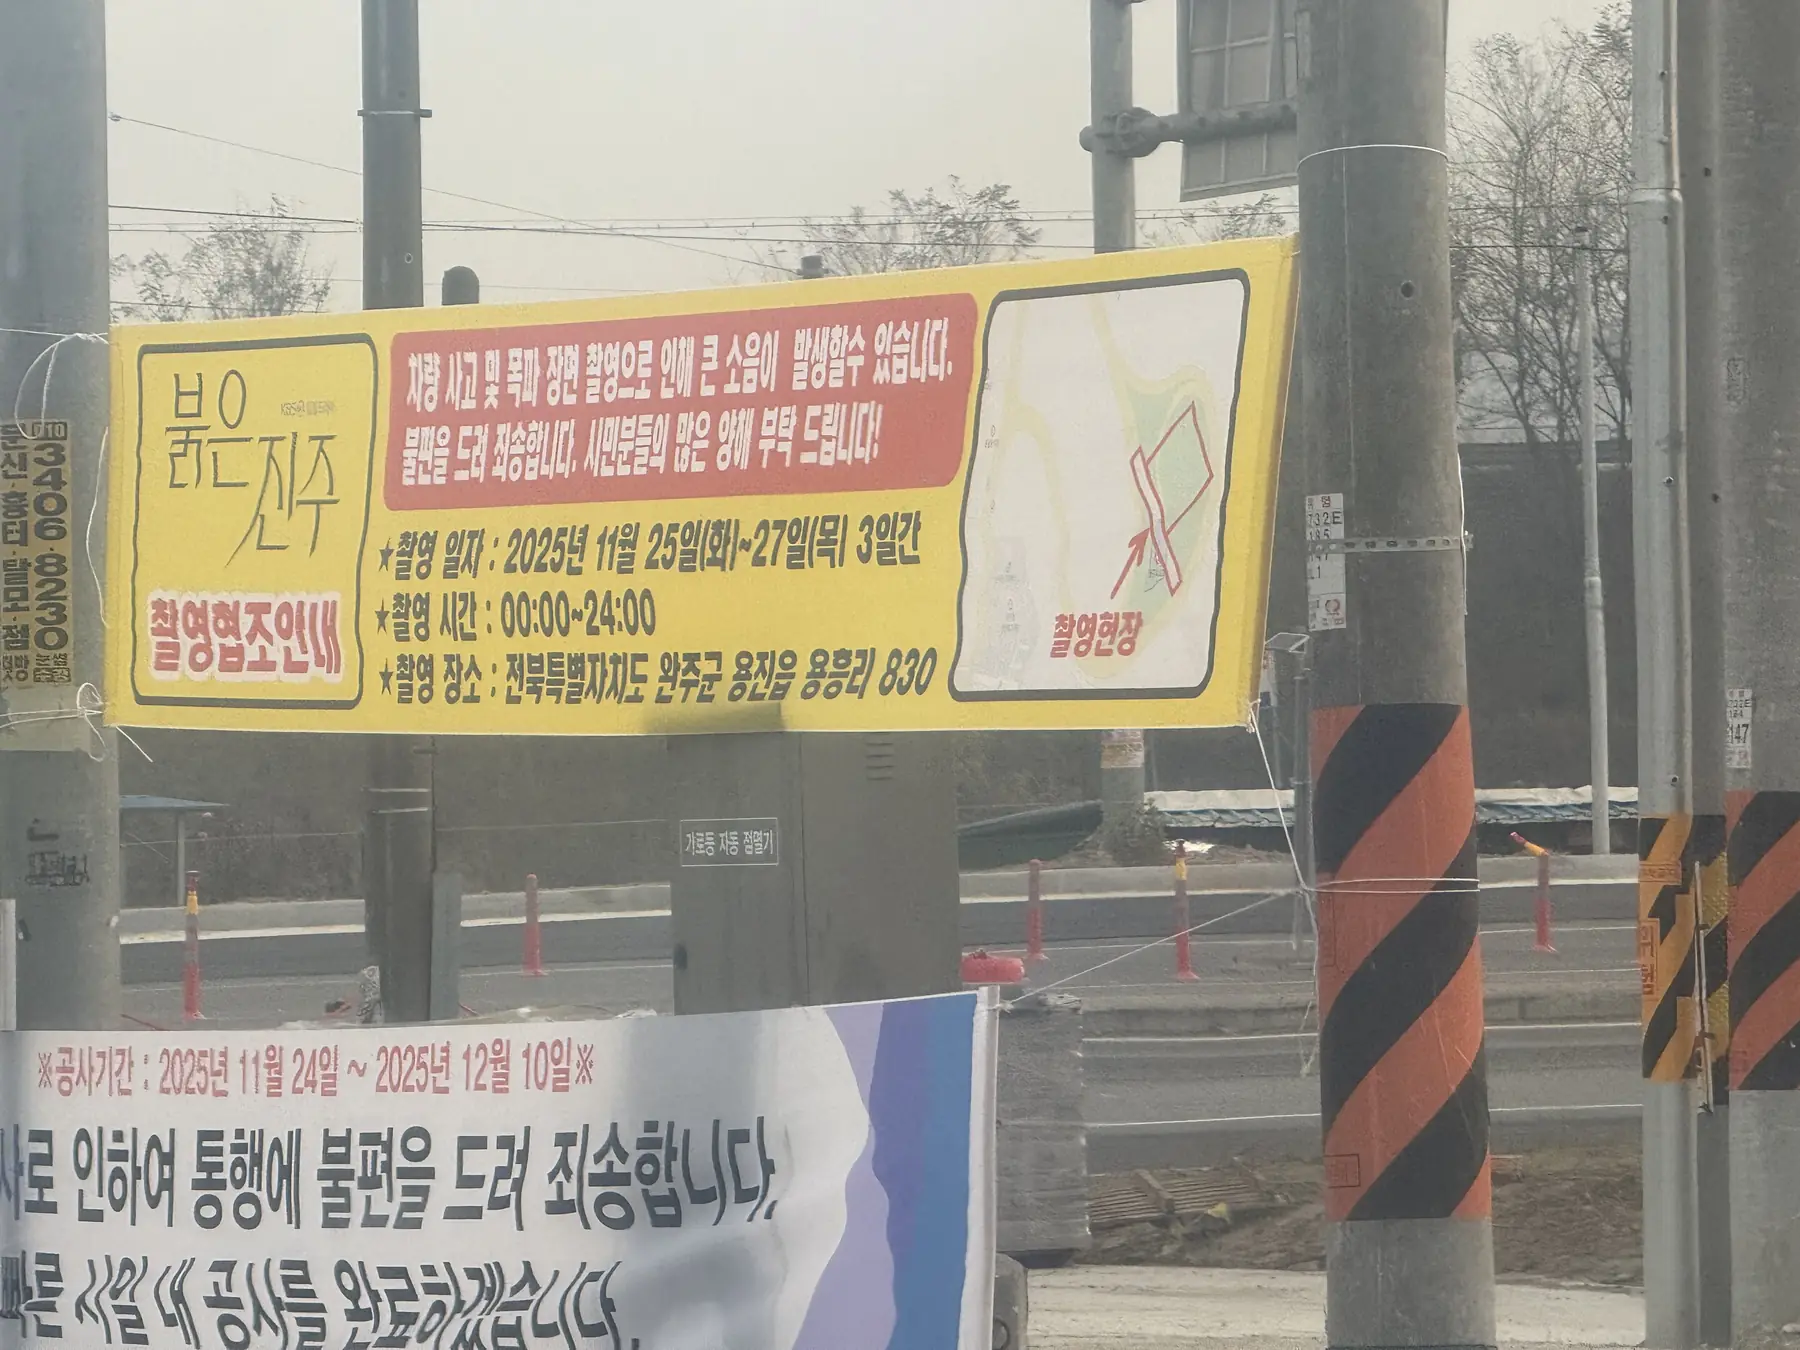 붉은
진주
촬영협조안내
차량 사고 및 폭파 장면 촬영으로 인해 큰 소음이 발생할수 있습니다.
불편을 드려 죄송합니다. 시민분들의 많은 양해 부탁 드립니다!
★촬영 일자 : 2025년 11월 25일(화)~27일(목) 3일간
★촬영 시간 : 00:00~24:00
★촬영 장소 : 전북특별자치도 완주군 용진읍 용흥리 830
촬영현장
3406·8230
732E
147
가로등 자동 점멸기
위험
※공사기간 : 2025년 11월 24일 ~ 2025년 12월 10일※
사로 인하여 통행에 불편을 드려 죄송합니다.
빠른 시일 내 공사를 완료하겠습니다.